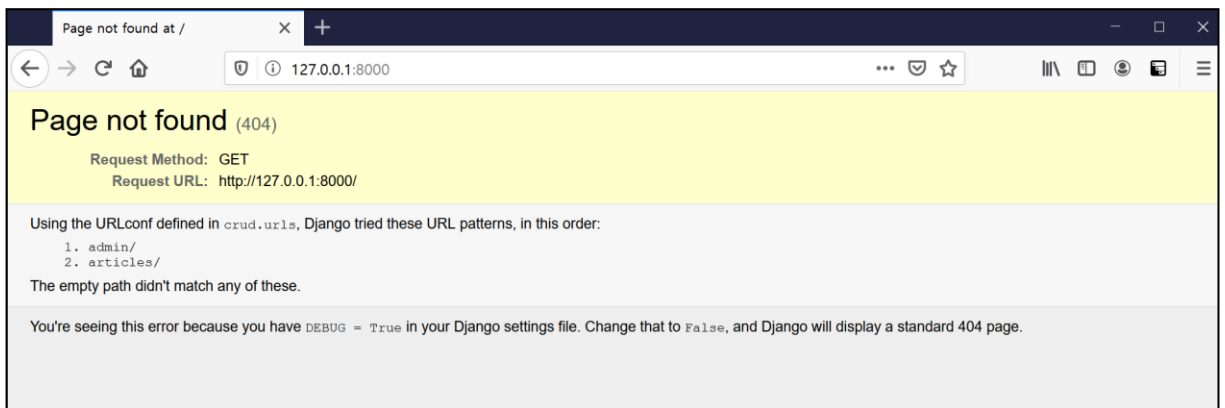 Page not found at /
127.0.0.1:8000
Page not found (404)
Request Method: GET
Request URL: http://127.0.0.1:8000/
Using the URLconf defined in crud.urls, Django tried these URL patterns, in this order:
1. admin/
2. articles/
The empty path didn't match any of these.
You're seeing this error because you have DEBUG = True in your Django settings file. Change that to False, and Django will display a standard 404 page.